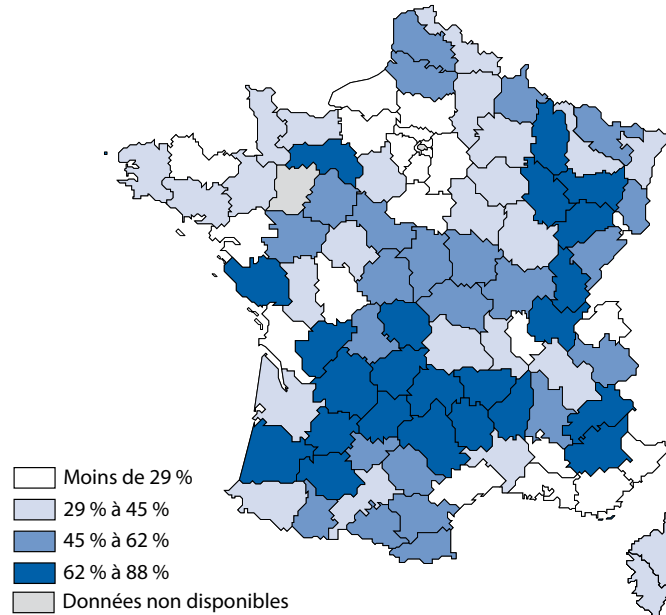 Moins de 29 %
29 % à 45 %
45 % à 62 %
62 % à 88 %
Données non disponibles